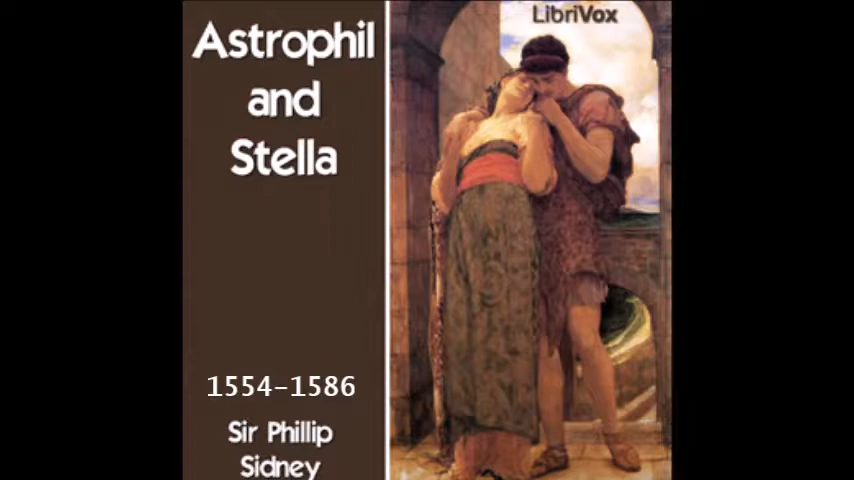 LibriVox
Astrophil
and
Stella
1554-1586
Sir Phillip
Sidney